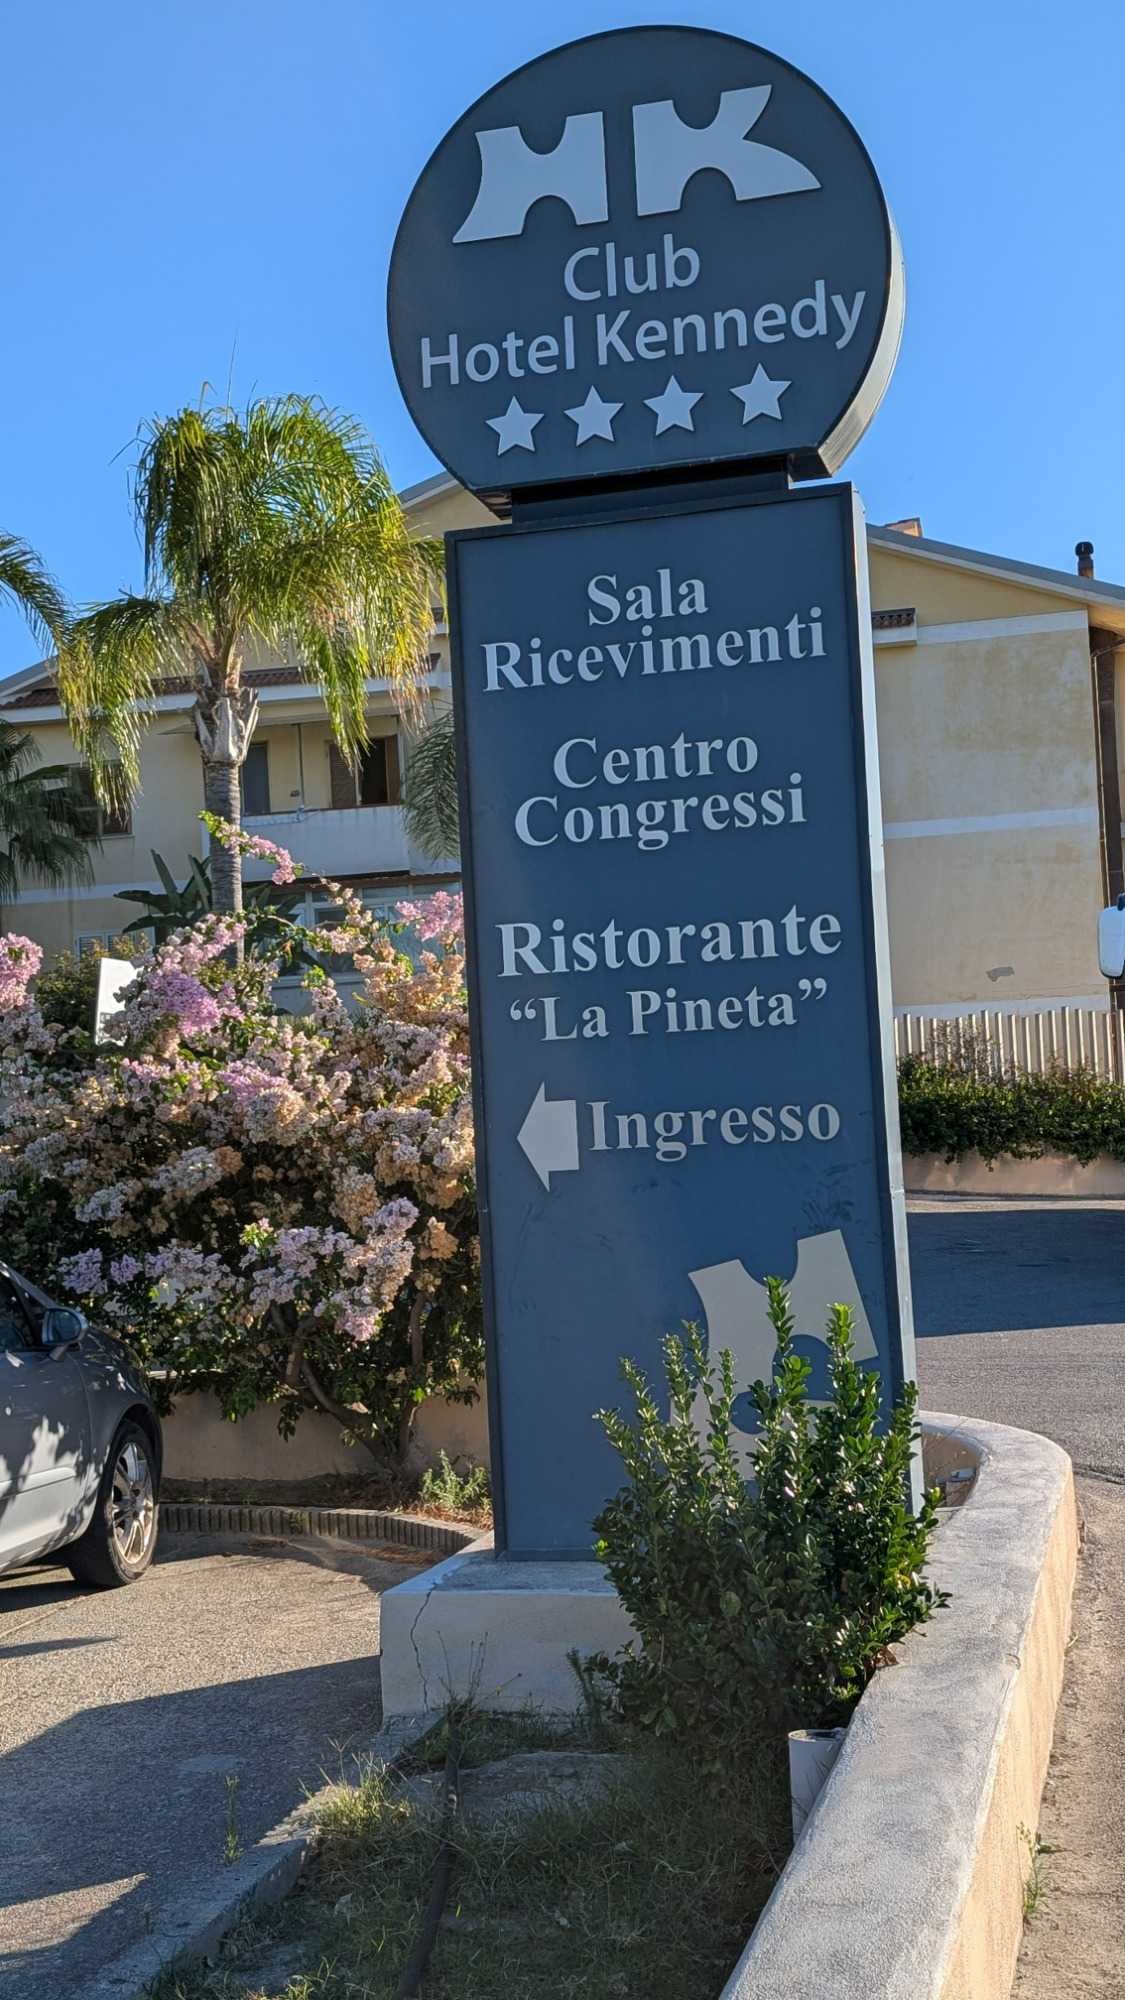 HK
Club
Hotel Kennedy
Sala
Ricevimenti
Centro
Congressi
Ristorante
“La Pineta”
Ingresso